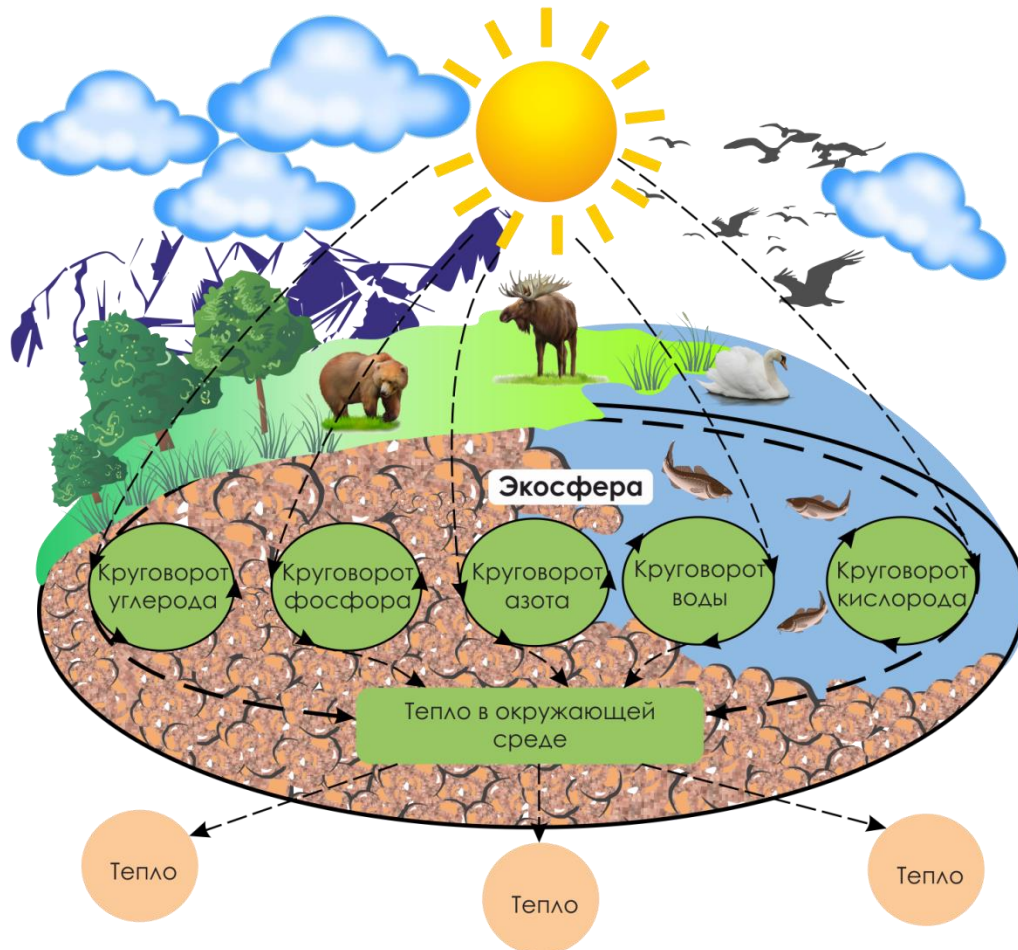 Экосфера
Круговорот
углерода
Круговорот
фосфора
Круговорот
азота
Круговорот
воды
Круговорот
кислорода
Тепло в окружающей
среде
Тепло
Тепло
Тепло